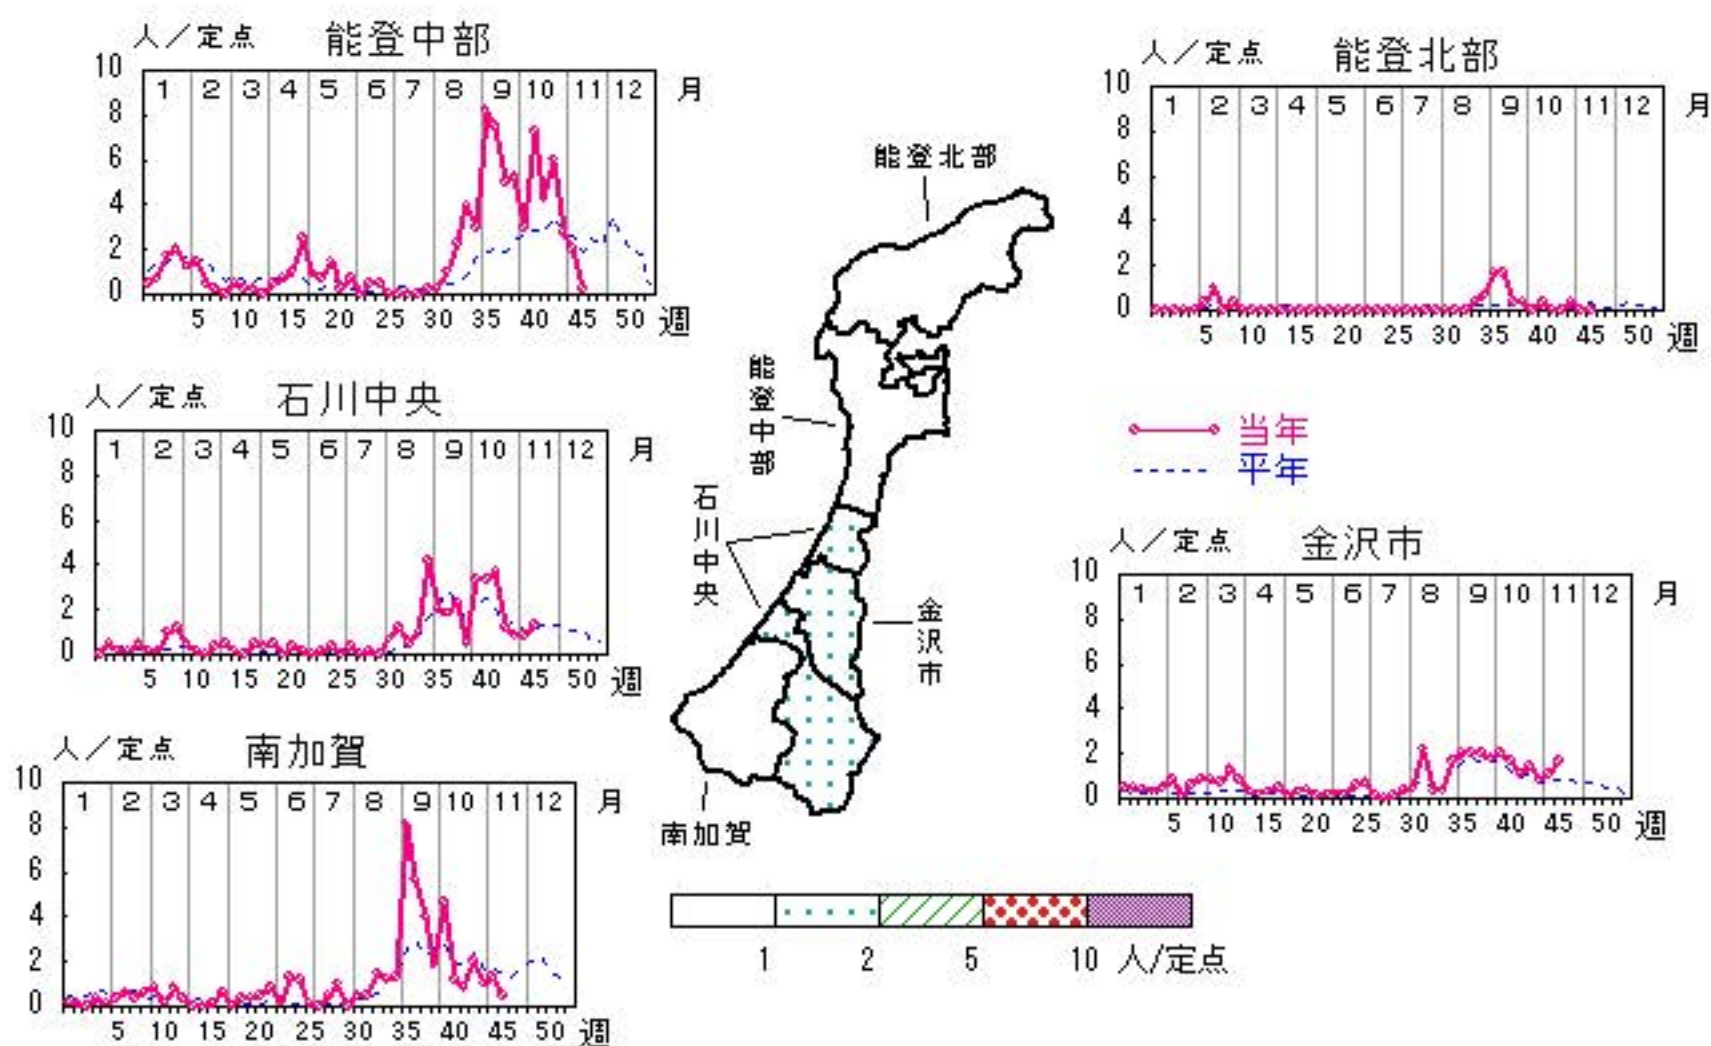 人／定点 能登中部
10 8 6 4 2 0
1 2 3 4 5 6 7 8 9 10 11 12 月
5 10 15 20 25 30 35 40 45 50 週
人／定点 能登北部
10 8 6 4 2 0
1 2 3 4 5 6 7 8 9 10 11 12 月
5 10 15 20 25 30 35 40 45 50 週
人／定点 石川中央
10 8 6 4 2 0
1 2 3 4 5 6 7 8 9 10 11 12 月
5 10 15 20 25 30 35 40 45 50 週
当年
平年
人／定点 金沢市
10 8 6 4 2 0
1 2 3 4 5 6 7 8 9 10 11 12 月
5 10 15 20 25 30 35 40 45 50 週
人／定点 南加賀
10 8 6 4 2 0
1 2 3 4 5 6 7 8 9 10 11 12 月
5 10 15 20 25 30 35 40 45 50 週
能登北部
能登中部
石川中央
金沢市
南加賀
1 2 5 10 人/定点